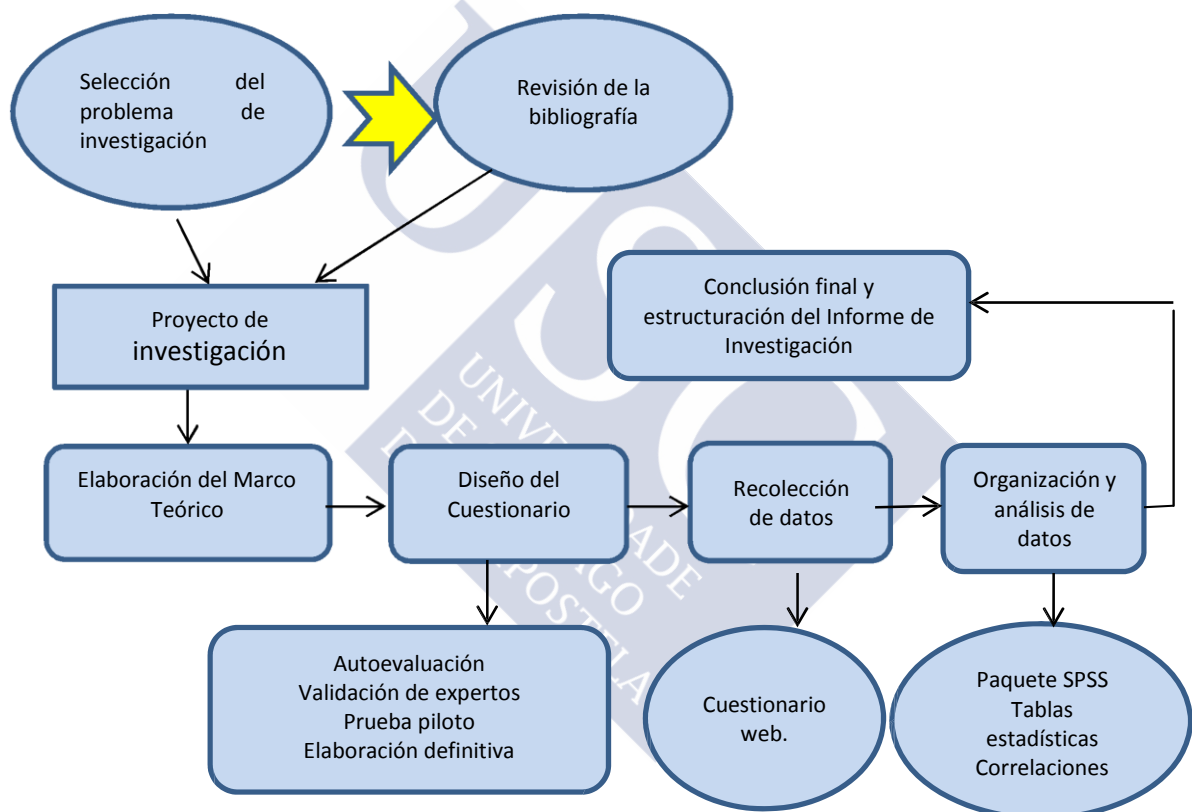 Selección del
problema de
investigación
Revisión de la
bibliografía
Proyecto de
investigación
Conclusión final y
estructuración del Informe de
Investigación
Elaboración del Marco
Teórico
Diseño del
Cuestionario
Recolección
de datos
Organización y
análisis de
datos
Autoevaluación
Validación de expertos
Prueba piloto
Elaboración definitiva
Cuestionario
web.
Paquete SPSS
Tablas
estadísticas
Correlaciones
USC